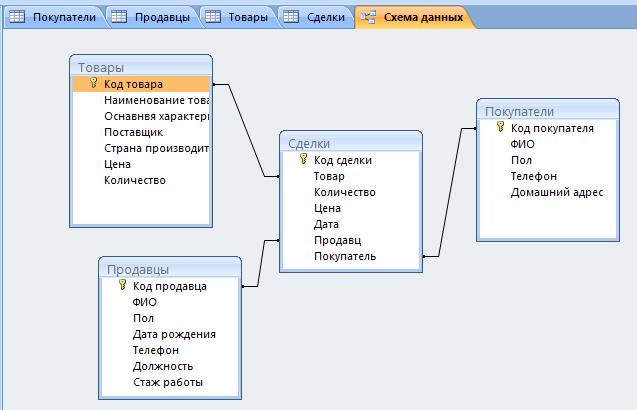 Покупатели Продавцы Товары Сделки Схема данных
Товары
Код товара
Наименование това
Оснавняя характери
Поставщик
Страна производит
Цена
Количество
Сделки
Код сделки
Товар
Количество
Цена
Дата
Продавц
Покупатель
Покупатели
Код покупателя
ФИО
Пол
Телефон
Домашний адрес
Продавцы
Код продавца
ФИО
Пол
Дата рождения
Телефон
Должность
Стаж работы